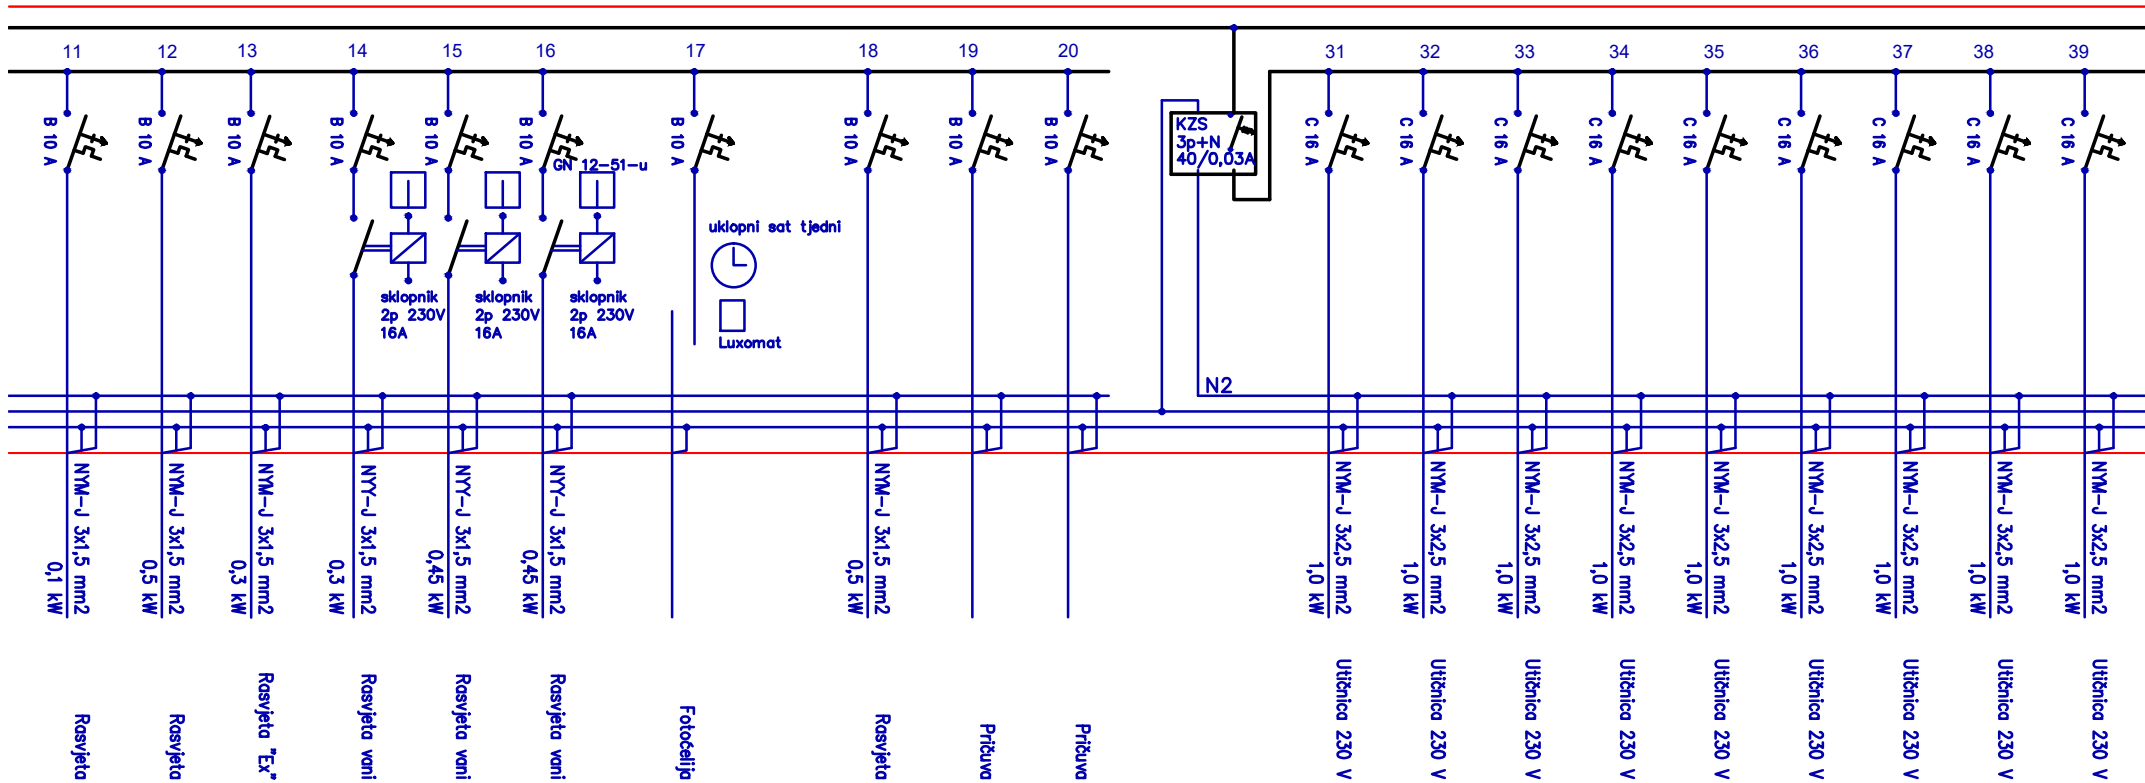 11 12 13 14 15 16 17 18 19 20 31 32 33 34 35 36 37 38 39
B 10 A
B 10 A
B 10 A
B 10 A
B 10 A
B 10 A
B 10 A
B 10 A
B 10 A
B 10 A
KZS
3p+N
40/0,03A
C 16 A
C 16 A
C 16 A
C 16 A
C 16 A
C 16 A
C 16 A
C 16 A
C 16 A
GN 12-51-u
sklopnik
2p 230V
16A
sklopnik
2p 230V
16A
sklopnik
2p 230V
16A
uklopni sat tjedni
Luxomat
N2
NYM-J 3x1,5 mm2
0,1 kW
NYM-J 3x1,5 mm2
0,5 kW
NYM-J 3x1,5 mm2
0,3 kW
NYY-J 3x1,5 mm2
0,3 kW
NYY-J 3x1,5 mm2
0,45 kW
NYY-J 3x1,5 mm2
0,45 kW
NYM-J 3x1,5 mm2
0,5 kW
NYM-J 3x2,5 mm2
1,0 kW
NYM-J 3x2,5 mm2
1,0 kW
NYM-J 3x2,5 mm2
1,0 kW
NYM-J 3x2,5 mm2
1,0 kW
NYM-J 3x2,5 mm2
1,0 kW
NYM-J 3x2,5 mm2
1,0 kW
NYM-J 3x2,5 mm2
1,0 kW
NYM-J 3x2,5 mm2
1,0 kW
NYM-J 3x2,5 mm2
1,0 kW
Rasvjeta
Rasvjeta
Rasvjeta "Ex"
Rasvjeta vani
Rasvjeta vani
Rasvjeta vani
Fotoćelija
Rasvjeta
Pričuva
Pričuva
Utičnica 230 V
Utičnica 230 V
Utičnica 230 V
Utičnica 230 V
Utičnica 230 V
Utičnica 230 V
Utičnica 230 V
Utičnica 230 V
Utičnica 230 V